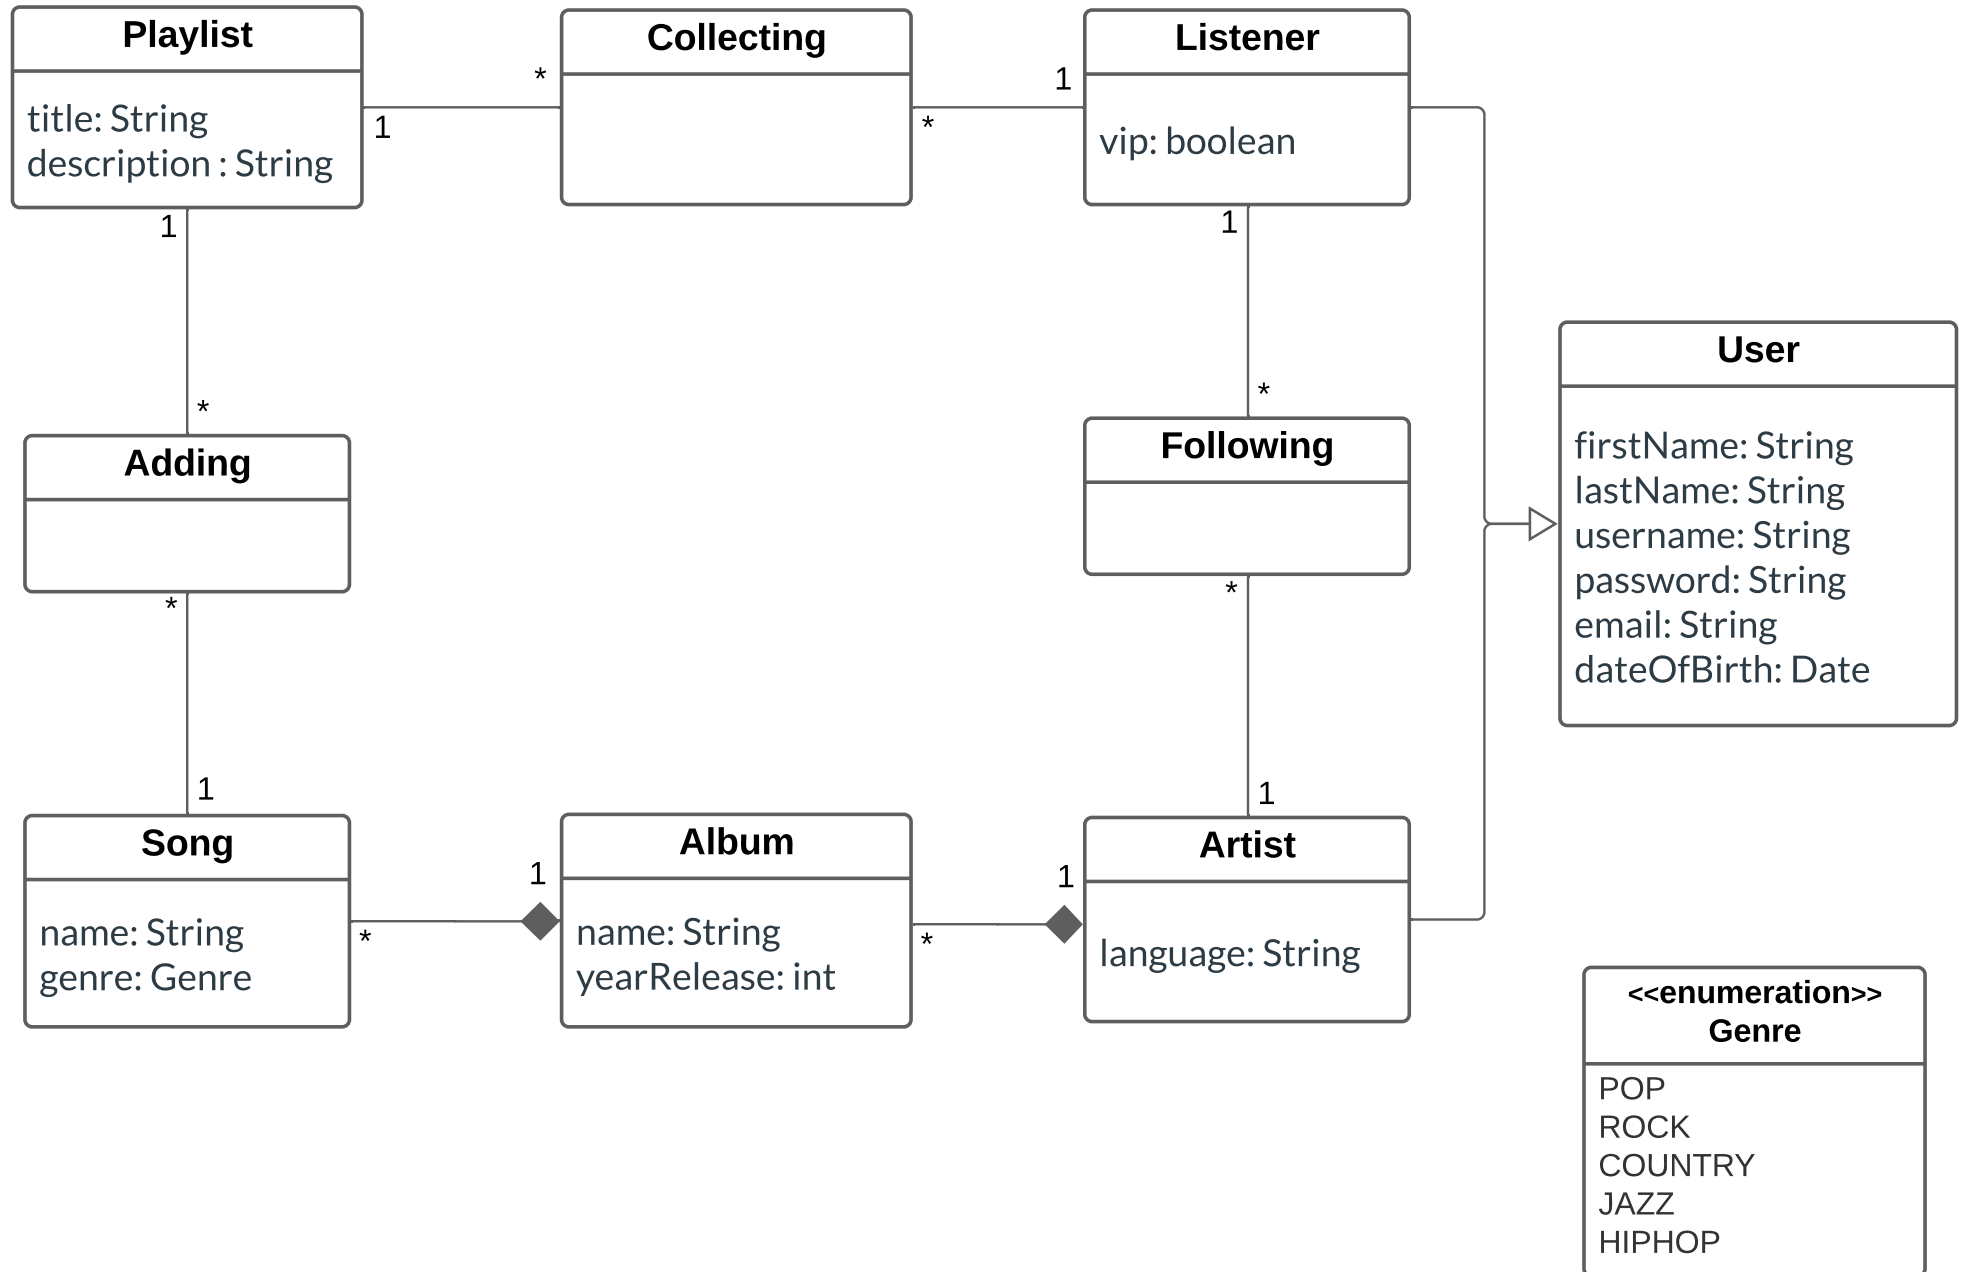 Playlist
title: String
description : String
1
*
Collecting
*
1
Listener
vip: boolean
1
*
Adding
*
1
1
*
Following
*
1
User
firstName: String
lastName: String
username: String
password: String
email: String
dateOfBirth: Date
Song
name: String
genre: Genre
*
1
Album
name: String
yearRelease: int
*
1
Artist
language: String
<<enumeration>>
Genre
POP
ROCK
COUNTRY
JAZZ
HIPHOP